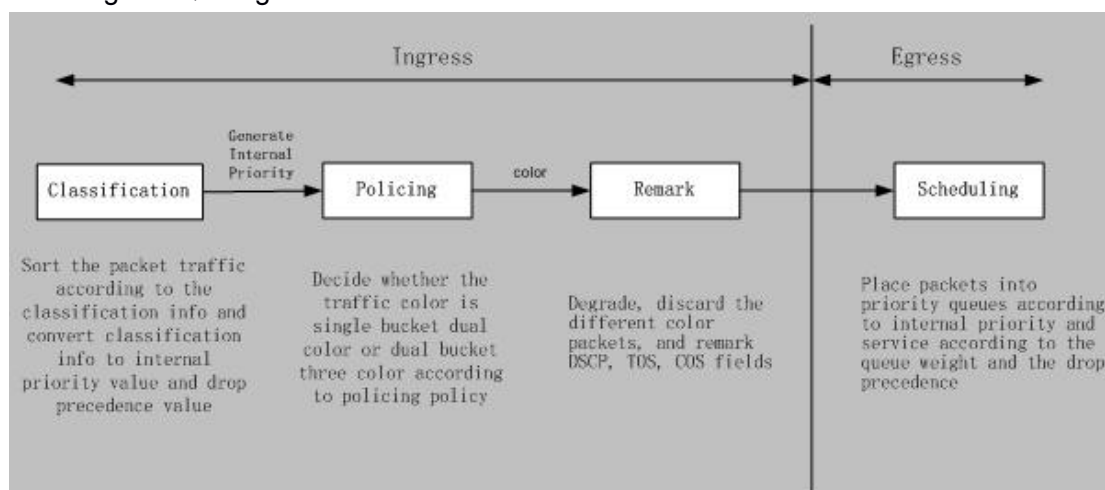 Ingress
Egress
Generate
Internal
Priority
color
Classification
Policing
Remark
Scheduling
Sort the packet traffic
according to the
classification info and
convert classification
info to internal
priority value and drop
precedence value
Decide whether the
traffic color is
single bucket dual
color or dual bucket
three color according
to policing policy
Degrade, discard the
different color
packets, and remark
DSCP, TOS, COS fields
Place packets into
priority queues according
to internal priority and
service according to the
queue weight and the drop
precedence